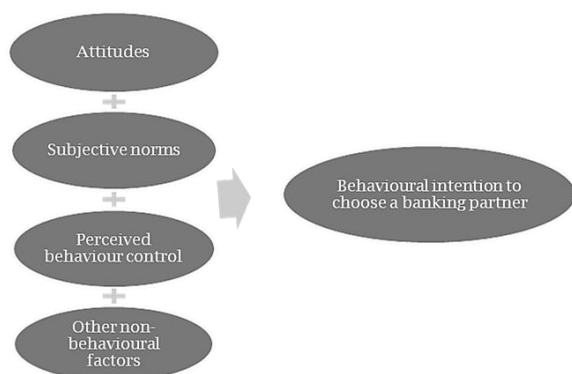 Attitudes
Subjective norms
Perceived
behaviour control
Other non-
behavioural
factors
Behavioural intention to
choose a banking partner